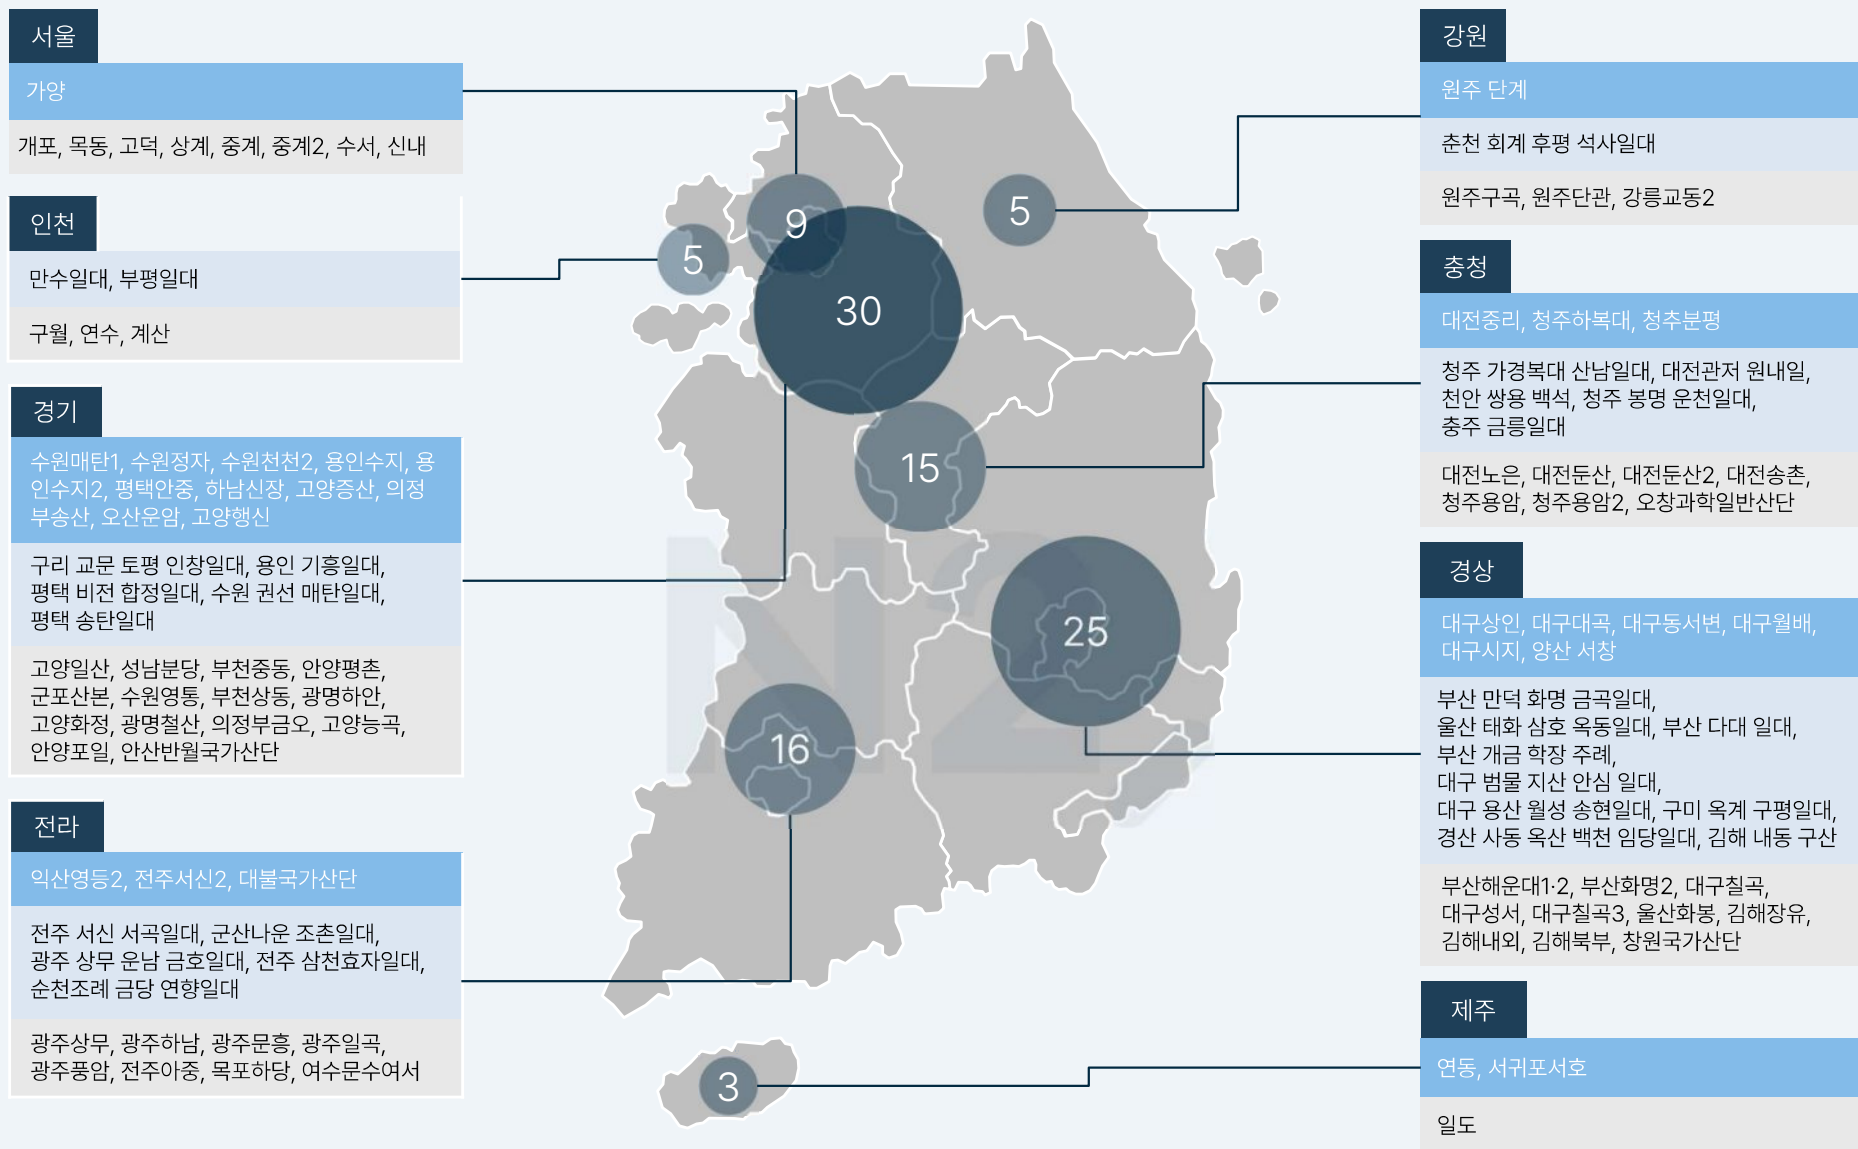 서울
가양
개포, 목동, 고덕, 상계, 중계, 중계2, 수서, 신내
인천
만수일대, 부평일대
구월, 연수, 계산
경기
수원매탄1, 수원정자, 수원천천2, 용인수지, 용
인수지2, 평택안중, 하남신장, 고양증산, 의정
부송산, 오산운암, 고양행신
구리 교문 토평 인창일대, 용인 기흥일대,
평택 비전 합정일대, 수원 권선 매탄일대,
평택 송탄일대
고양일산, 성남분당, 부천중동, 안양평촌,
군포산본, 수원영통, 부천상동, 광명하안,
고양화정, 광명철산, 의정부금오, 고양능곡,
안양포일, 안산반월국가산단
전라
익산영등2, 전주서신2, 대불국가산단
전주 서신 서곡일대, 군산나운 조촌일대,
광주 상무 운남 금호일대, 전주 삼천효자일대,
순천조례 금당 연향일대
광주상무, 광주하남, 광주문흥, 광주일곡,
광주풍암, 전주아중, 목포하당, 여수문수여서
9
5
5
30
15
25
16
3
N2
강원
원주 단계
춘천 회계 후평 석사일대
원주구곡, 원주단관, 강릉교동2
충청
대전중리, 청주하복대, 청추분평
청주 가경복대 산남일대, 대전관저 원내일,
천안 쌍용 백석, 청주 봉명 운천일대,
충주 금릉일대
대전노은, 대전둔산, 대전둔산2, 대전송촌,
청주용암, 청주용암2, 오창과학일반산단
경상
대구상인, 대구대곡, 대구동서변, 대구월배,
대구시지, 양산 서창
부산 만덕 화명 금곡일대,
울산 태화 삼호 옥동일대, 부산 다대 일대,
부산 개금 학장 주례,
대구 범물 지산 안심 일대,
대구 용산 월성 송현일대, 구미 옥계 구평일대,
경산 사동 옥산 백천 임당일대, 김해 내동 구산
부산해운대1·2, 부산화명2, 대구칠곡,
대구성서, 대구칠곡3, 울산화봉, 김해장유,
김해내외, 김해북부, 창원국가산단
제주
연동, 서귀포서호
일도